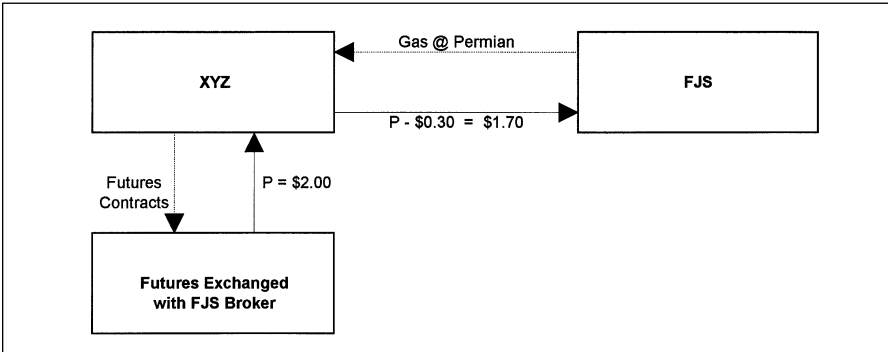 Gas @ Permian
XYZ
FJS
P - $0.30 = $1.70
Futures
Contracts
P = $2.00
Futures Exchanged
with FJS Broker